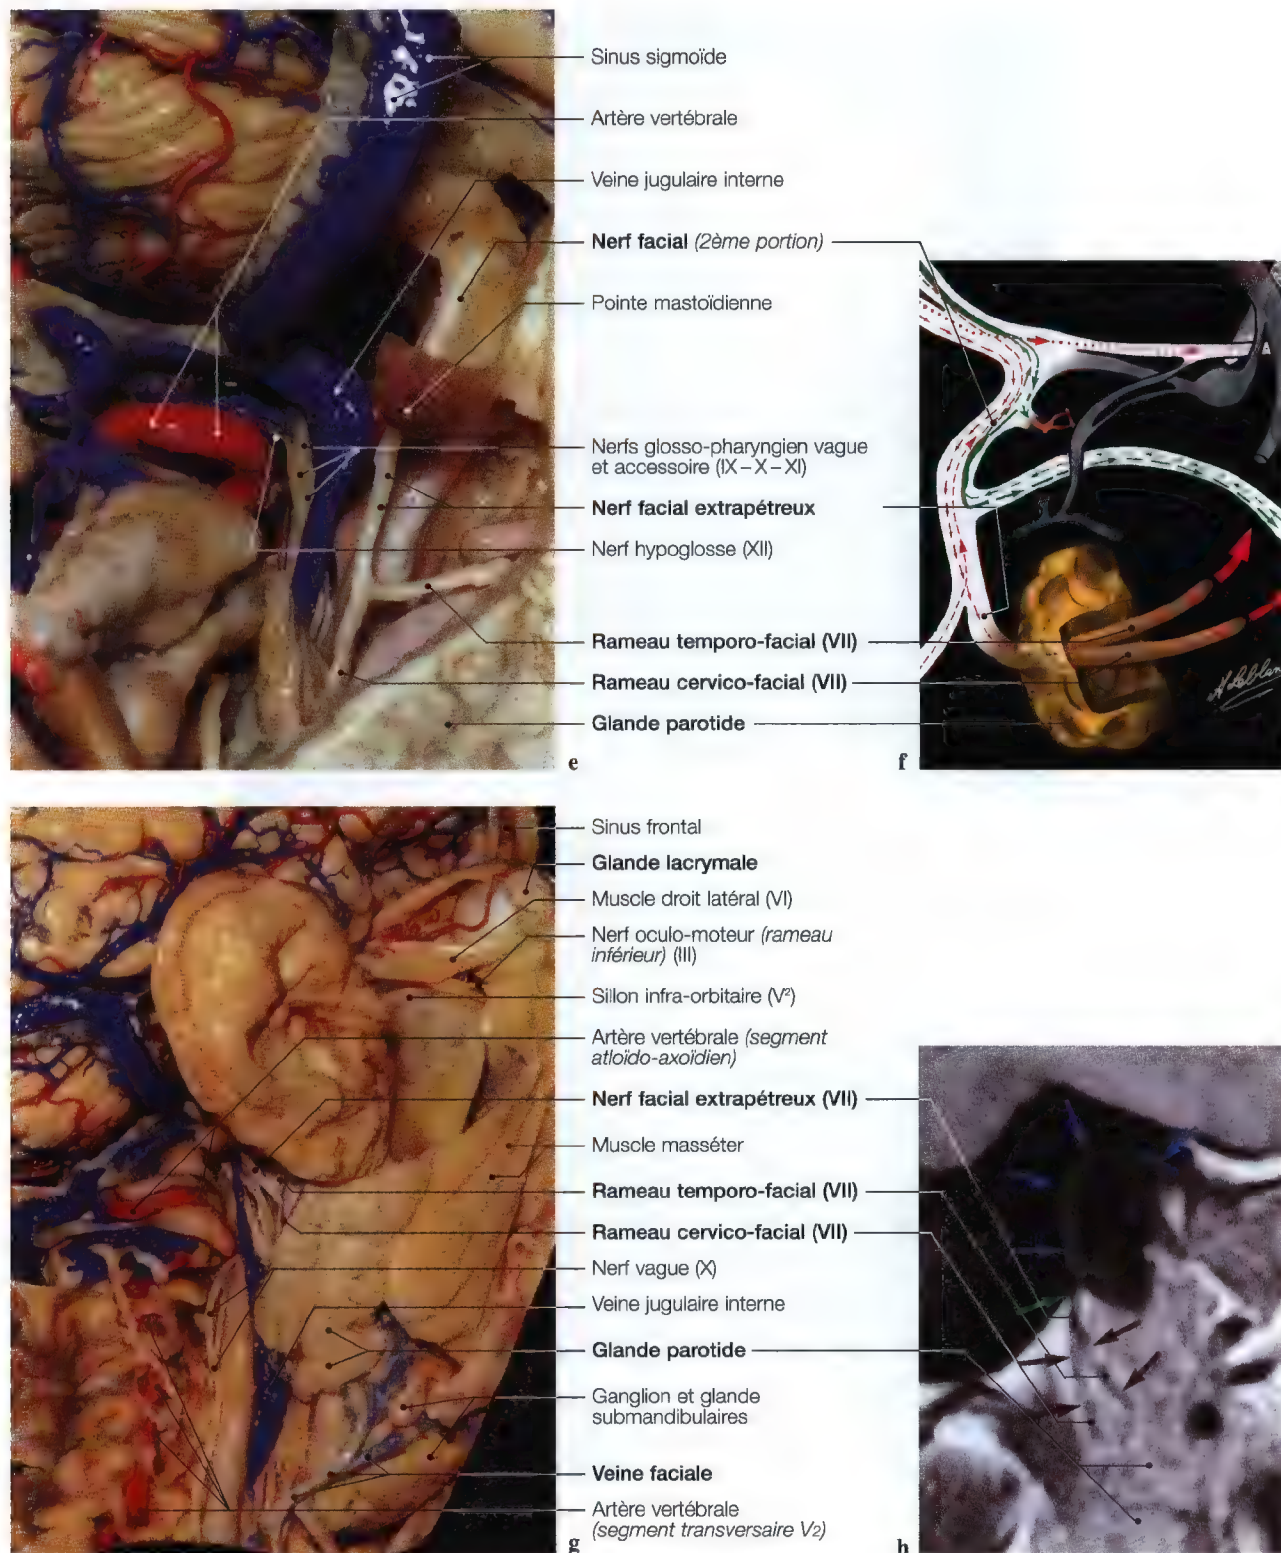 Sinus sigmoïde
Artère vertébrale
Veine jugulaire interne
Nerf facial (2ème portion)
Pointe mastoïdienne
Nerfs glosso-pharyngien vague
et accessoire (IX – X – XI)
Nerf facial extrapétreux
Nerf hypoglosse (XII)
Rameau temporo-facial (VII)
Rameau cervico-facial (VII)
Glande parotide
e
f
A. Leblanc
Sinus frontal
Glande lacrymale
Muscle droit latéral (VI)
Nerf oculo-moteur (rameau
inférieur) (III)
Sillon infra-orbitaire (V²)
Artère vertébrale (segment
atloïdo-axoïdien)
Nerf facial extrapétreux (VII)
Muscle masséter
Rameau temporo-facial (VII)
Rameau cervico-facial (VII)
Nerf vague (X)
Veine jugulaire interne
Glande parotide
Ganglion et glande
submandibulaires
Veine faciale
Artère vertébrale
(segment transversaire V2)
g
h